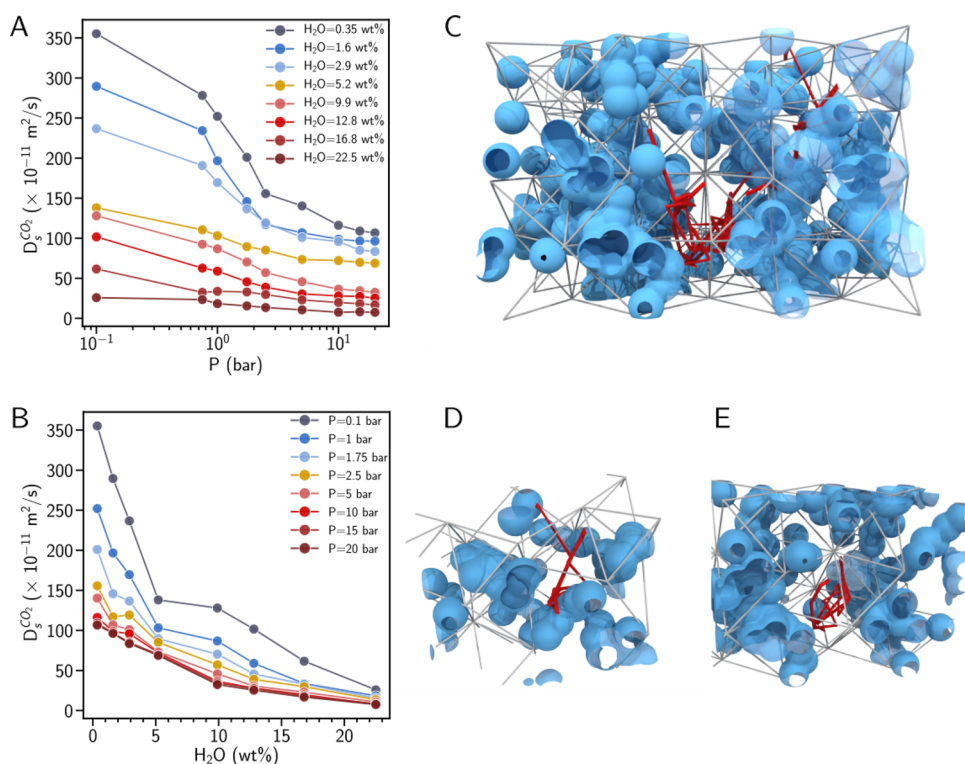 A
H₂O=0.35 wt%
H₂O=1.6 wt%
H₂O=2.9 wt%
H₂O=5.2 wt%
H₂O=9.9 wt%
H₂O=12.8 wt%
H₂O=16.8 wt%
H₂O=22.5 wt%
350
300
250
200
150
100
50
0
D_s^{CO₂} (× 10⁻¹¹ m²/s)
10⁻¹
10⁰
10¹
P (bar)
C
B
P=0.1 bar
P=1 bar
P=1.75 bar
P=2.5 bar
P=5 bar
P=10 bar
P=15 bar
P=20 bar
350
300
250
200
150
100
50
0
D_s^{CO₂} (× 10⁻¹¹ m²/s)
0
5
10
15
20
H₂O (wt%)
D
E